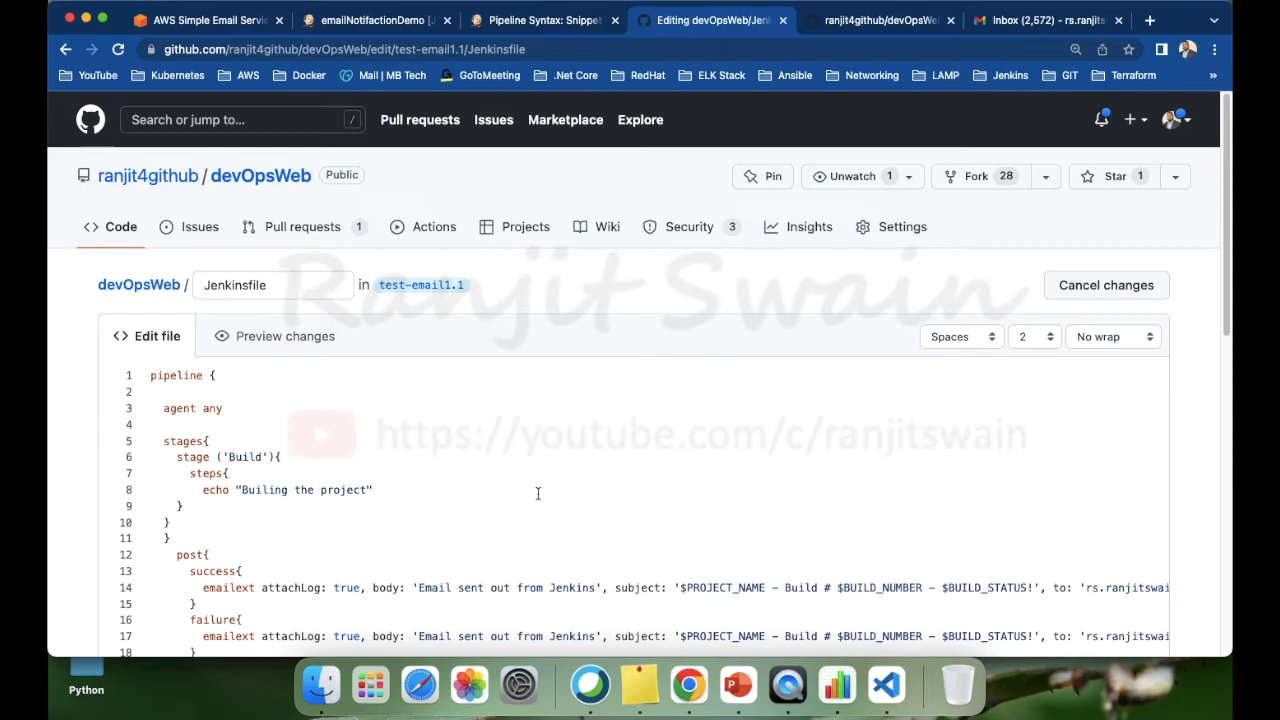 AWS Simple Email Servic
emailNotifactionDemo [J
Pipeline Syntax: Snippet
Editing devOpsWeb/Jenk
ranjit4github/devOpsWe
Inbox (2,572) - rs.ranjits
github.com/ranjit4github/devOpsWeb/edit/test-email1.1/Jenkinsfile
YouTube Kubernetes AWS Docker Mail | MB Tech GoToMeeting .Net Core RedHat ELK Stack Ansible Networking LAMP Jenkins GIT Terraform »
Search or jump to... / Pull requests Issues Marketplace Explore
ranjit4github / devOpsWeb Public Pin Unwatch 1 Fork 28 Star 1
Code Issues Pull requests 1 Actions Projects Wiki Security 3 Insights Settings
Ranjit Swain
devOpsWeb / Jenkinsfile in test-email1.1 Cancel changes
<> Edit file Preview changes Spaces 2 No wrap
1 pipeline {
2
3 agent any
4
https://youtube.com/c/ranjitswain
5 stages{
6 stage ('Build'){
7 steps{
8 echo "Builing the project"
9 }
10 }
11 }
12 post{
13 success{
14 emailext attachLog: true, body: 'Email sent out from Jenkins', subject: '$PROJECT_NAME - Build # $BUILD_NUMBER - $BUILD_STATUS!', to: 'rs.ranjitswai
15 }
16 failure{
17 emailext attachLog: true, body: 'Email sent out from Jenkins', subject: '$PROJECT_NAME - Build # $BUILD_NUMBER - $BUILD_STATUS!', to: 'rs.ranjitswai
18 }
Python